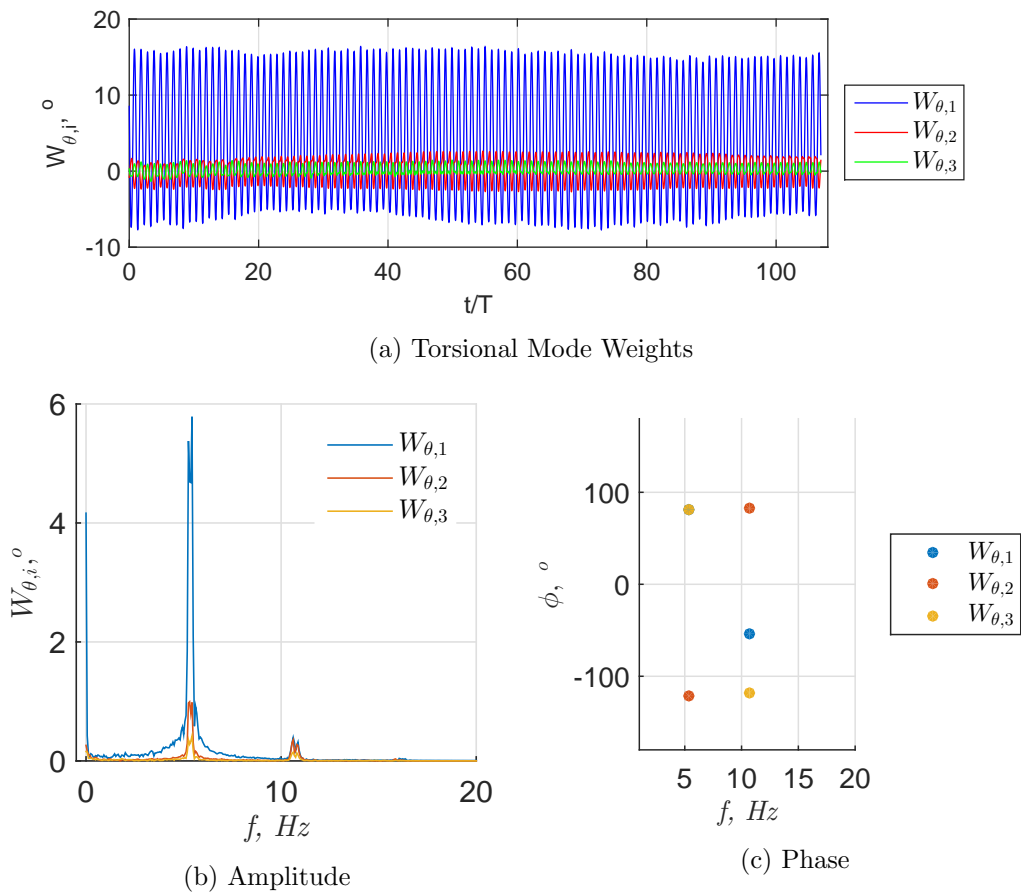 20
10
0
-10
W_{θ,i}, °
0 20 40 60 80 100
t/T
W_{θ,1}
W_{θ,2}
W_{θ,3}
(a) Torsional Mode Weights
6
4
2
0
W_{θ,i}, °
W_{θ,1}
W_{θ,2}
W_{θ,3}
0 10 20
f, Hz
(b) Amplitude
100
0
-100
ϕ, °
5 10 15 20
f, Hz
W_{θ,1}
W_{θ,2}
W_{θ,3}
(c) Phase